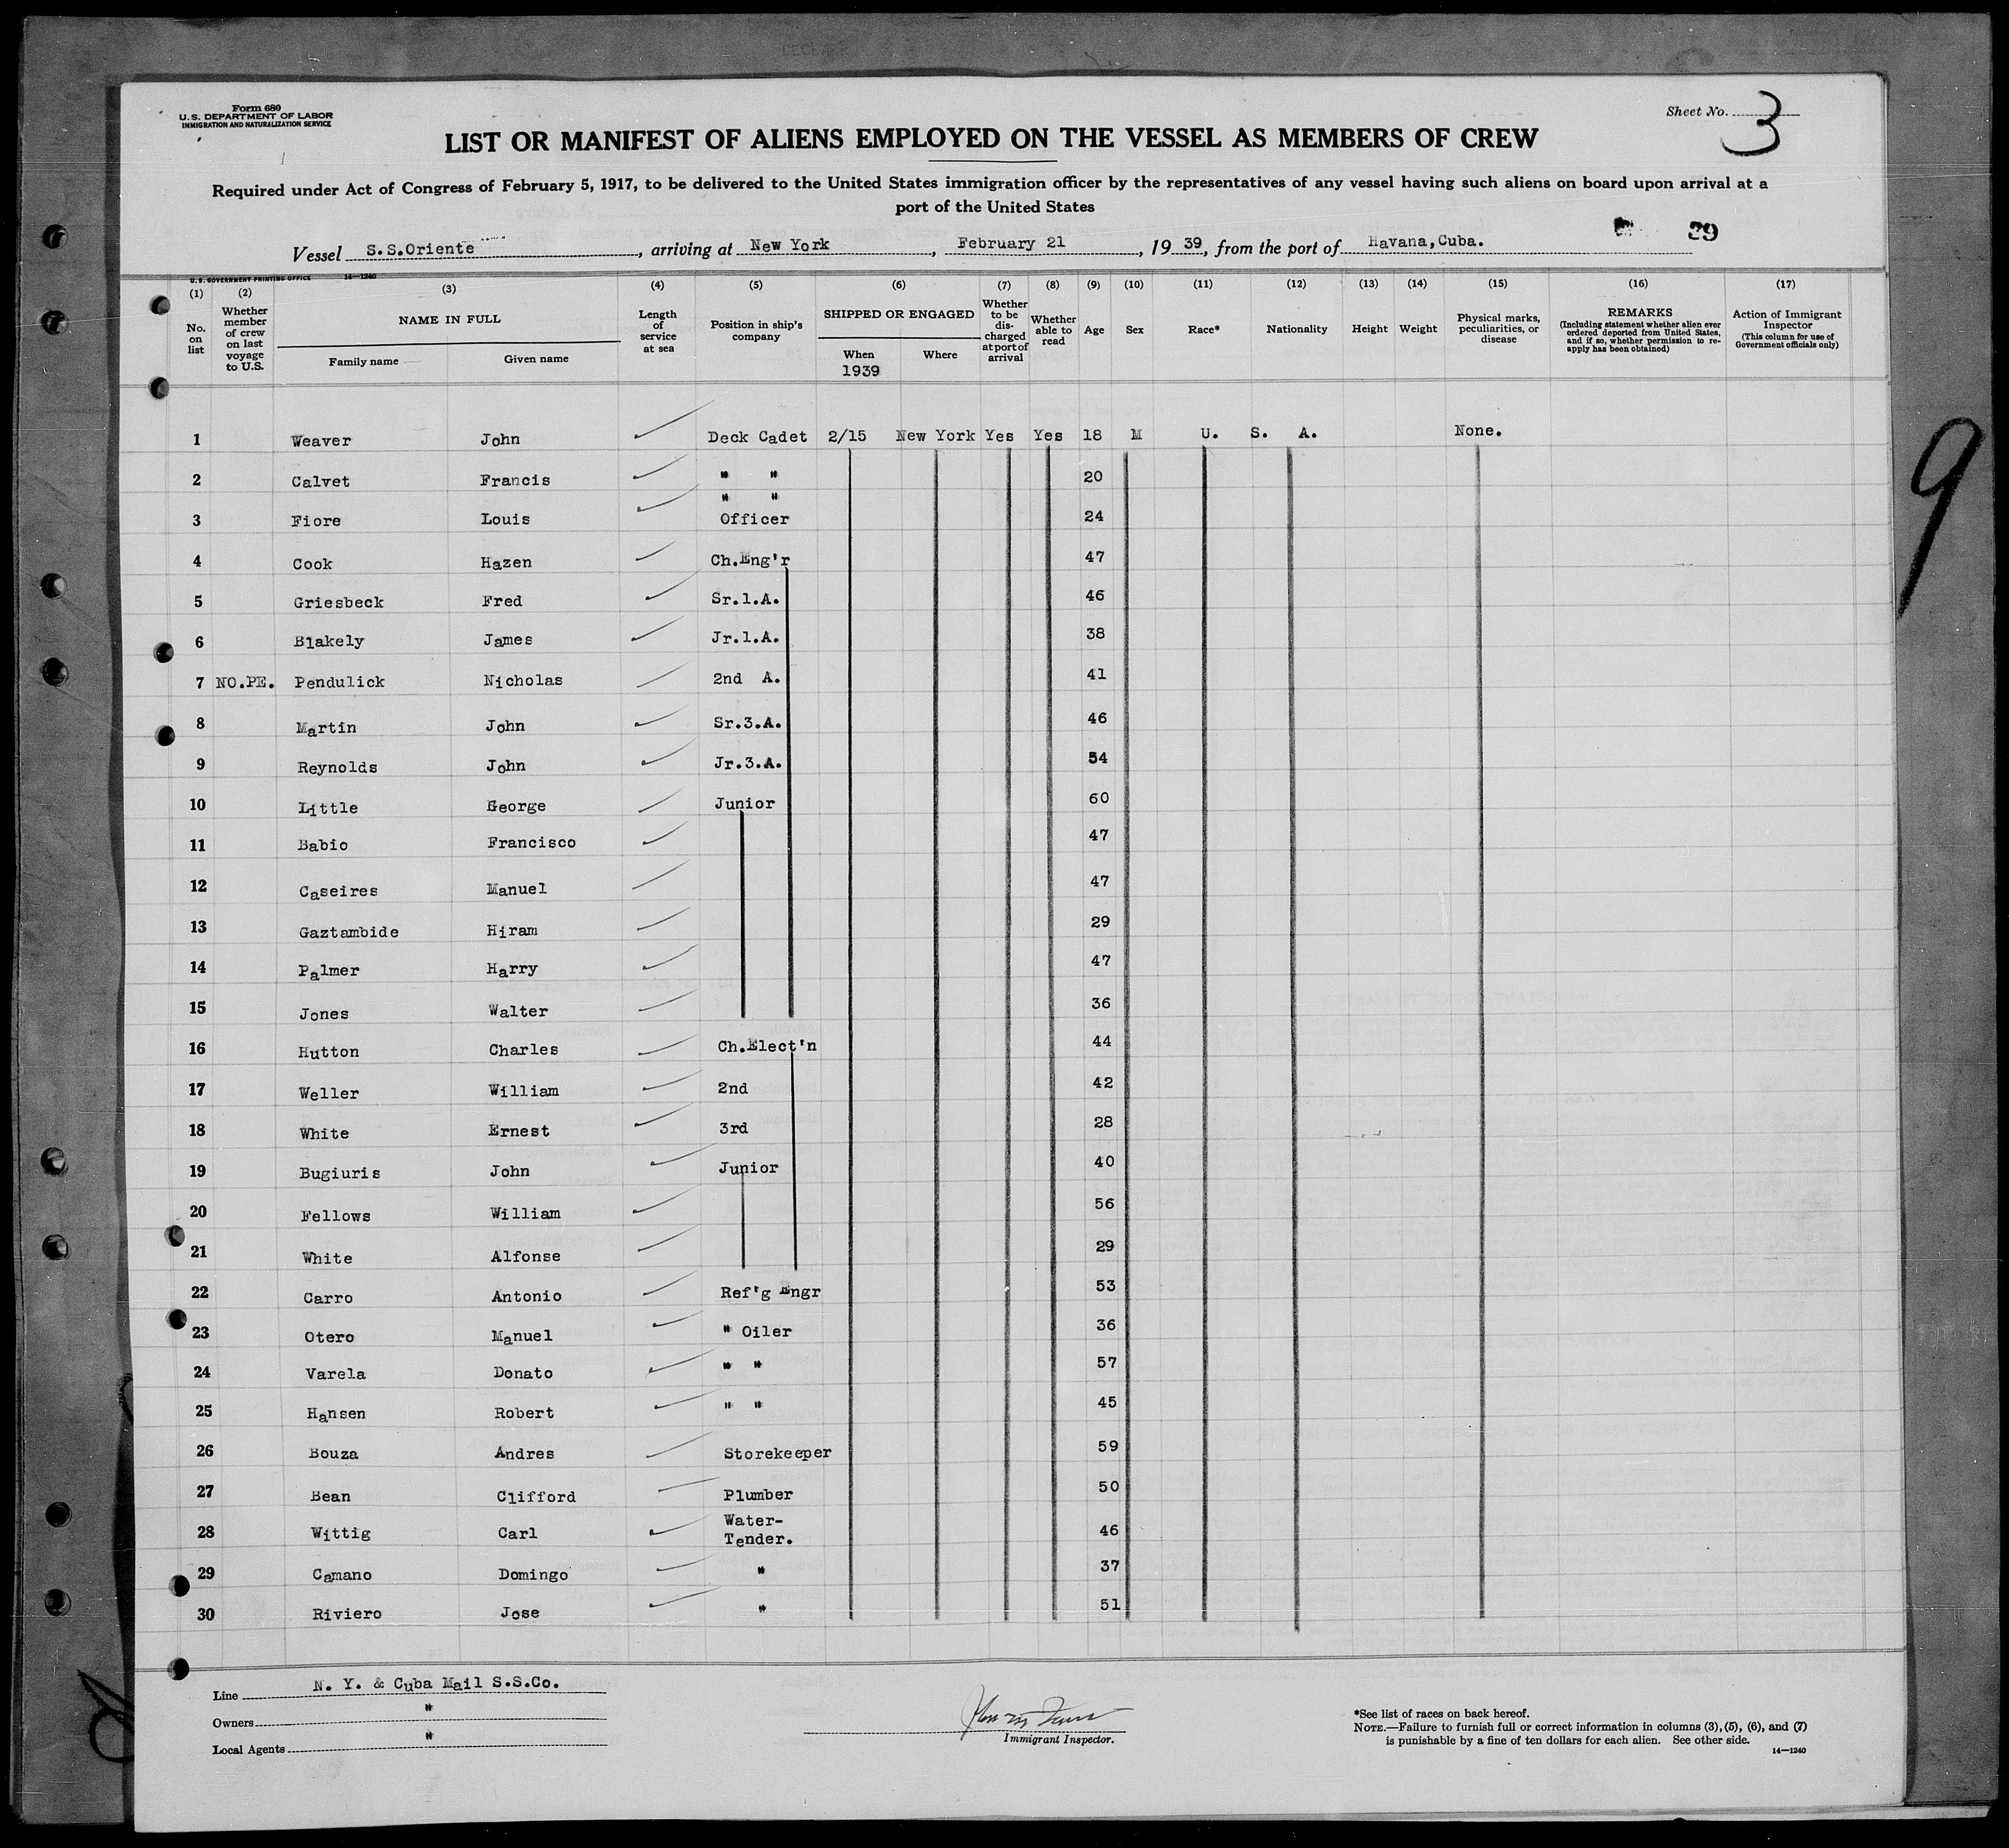 Form 680
U.S. DEPARTMENT OF LABOR
IMMIGRATION AND NATURALIZATION SERVICE
Sheet No. 3
LIST OR MANIFEST OF ALIENS EMPLOYED ON THE VESSEL AS MEMBERS OF CREW
Required under Act of Congress of February 5, 1917, to be delivered to the United States immigration officer by the representatives of any vessel having such aliens on board upon arrival at a
port of the United States
29
Vessel S.S.Oriente, arriving at New York, February 21, 19 39, from the port of Havana,Cuba.
U.S. GOVERNMENT PRINTING OFFICE 14—1240
(1) No. on list
(2) Whether member of crew on last voyage to U.S.
(3) NAME IN FULL Family name Given name
(4) Length of service at sea
(5) Position in ship's company
(6) SHIPPED OR ENGAGED When 1939 Where
(7) Whether to be discharged at port of arrival
(8) Whether able to read
(9) Age
(10) Sex
(11) Race*
(12) Nationality
(13) Height
(14) Weight
(15) Physical marks, peculiarities, or disease
(16) REMARKS (Including statement whether alien ever ordered deported from United States, and if so, whether permission to re-apply has been obtained)
(17) Action of Immigrant Inspector (This column for use of Government officials only)
1 Weaver John Deck Cadet 2/15 New York Yes Yes 18 M U. S. A. None.
2 Calvet Francis " " 20
3 Fiore Louis " " Officer 24
4 Cook Hazen Ch.Eng'r 47
5 Griesbeck Fred Sr.1.A. 46
6 Blakely James Jr.1.A. 38
7 NO.PE. Pendulick Nicholas 2nd A. 41
8 Martin John Sr.3.A. 46
9 Reynolds John Jr.3.A. 54
10 Little George Junior 60
11 Babio Francisco 47
12 Caseires Manuel 47
13 Gaztambide Hiram 29
14 Palmer Harry 47
15 Jones Walter 36
16 Hutton Charles Ch.Elect'n 44
17 Weller William 2nd 42
18 White Ernest 3rd 28
19 Bugiuris John Junior 40
20 Fellows William 56
21 White Alfonse 29
22 Carro Antonio Ref'g Engr 53
23 Otero Manuel " Oiler 36
24 Varela Donato " " 57
25 Hansen Robert " " 45
26 Bouza Andres Storekeeper 59
27 Bean Clifford Plumber 50
28 Wittig Carl Water-Tender. 46
29 Camano Domingo " 37
30 Riviero Jose " 51
9
Line N. Y. & Cuba Mail S.S.Co.
Owners "
Local Agents "
Immigrant Inspector.
*See list of races on back hereof.
NOTE.—Failure to furnish full or correct information in columns (3), (5), (6), and (7)
is punishable by a fine of ten dollars for each alien. See other side.
14—1240